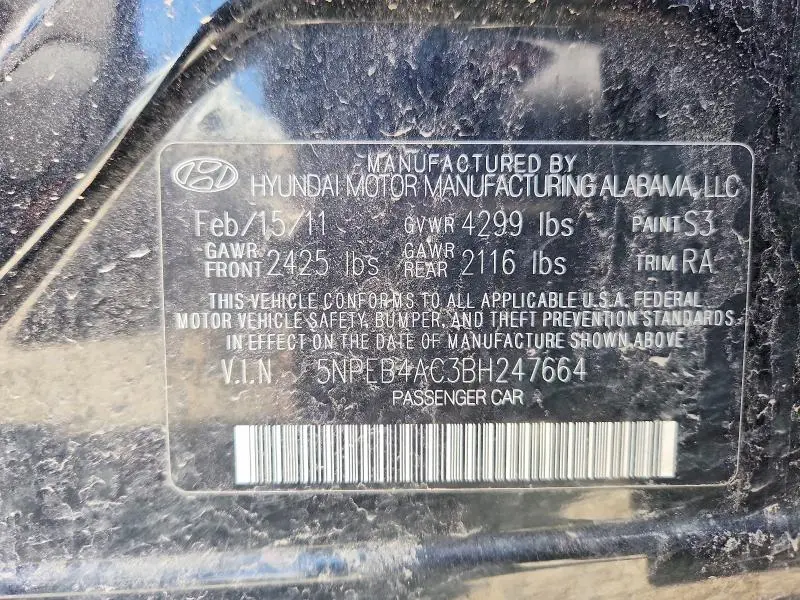 MANUFACTURED BY
HYUNDAI MOTOR MANUFACTURING ALABAMA, LLC
Feb/15/11 GVWR 4299 lbs PAINT S3
GAWR FRONT 2425 lbs GAWR REAR 2116 lbs TRIM RA
THIS VEHICLE CONFORMS TO ALL APPLICABLE U.S.A. FEDERAL
MOTOR VEHICLE SAFETY, BUMPER, AND THEFT PREVENTION STANDARDS
IN EFFECT ON THE DATE OF MANUFACTURE SHOWN ABOVE
V.I.N 5NPEB4AC3BH247664
PASSENGER CAR